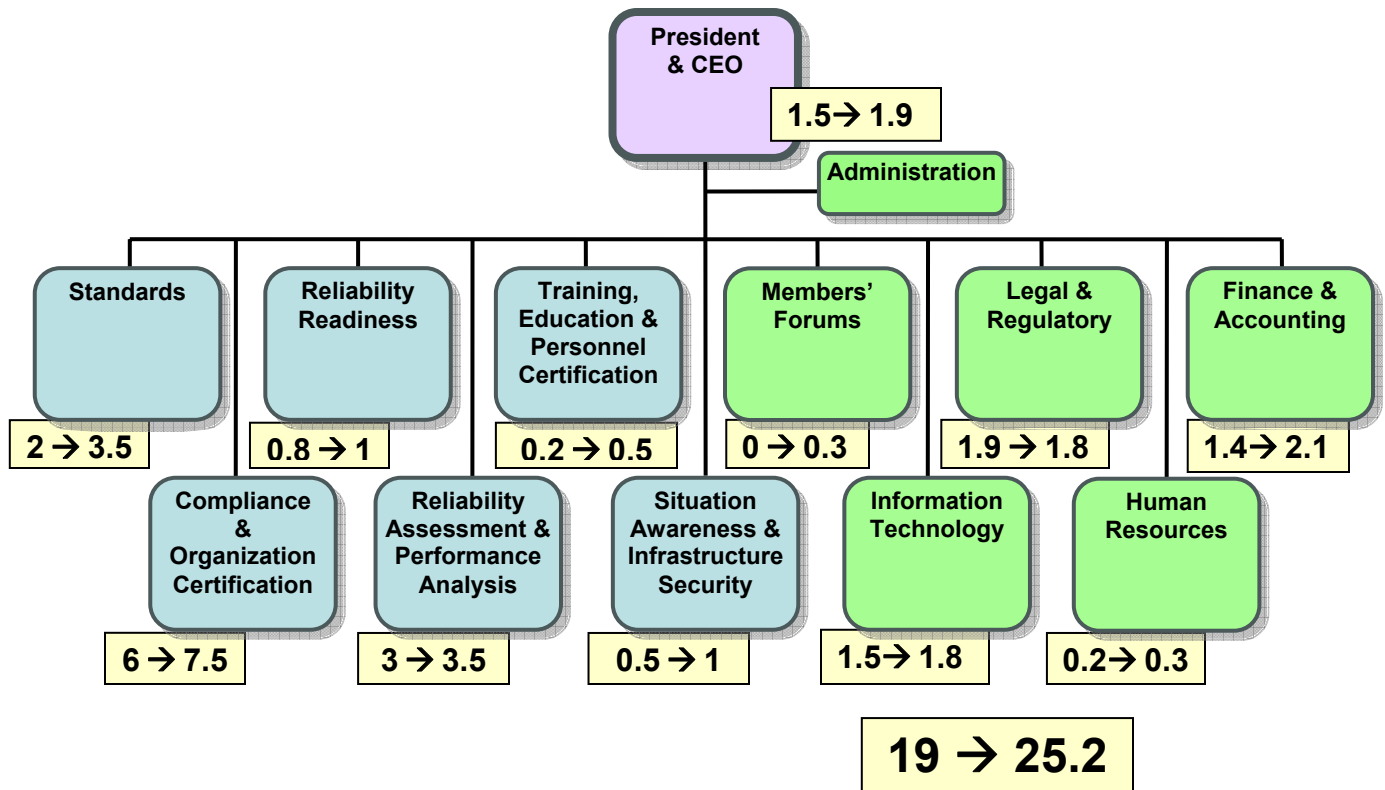 President
& CEO
1.5→ 1.9
Administration
Standards
2 → 3.5
Reliability
Readiness
0.8 → 1
Training,
Education &
Personnel
Certification
0.2 → 0.5
Members’
Forums
0 → 0.3
Legal &
Regulatory
1.9 → 1.8
Finance &
Accounting
1.4→ 2.1
Compliance
&
Organization
Certification
6 → 7.5
Reliability
Assessment &
Performance
Analysis
3 → 3.5
Situation
Awareness &
Infrastructure
Security
0.5 → 1
Information
Technology
1.5→ 1.8
Human
Resources
0.2→ 0.3
19 → 25.2